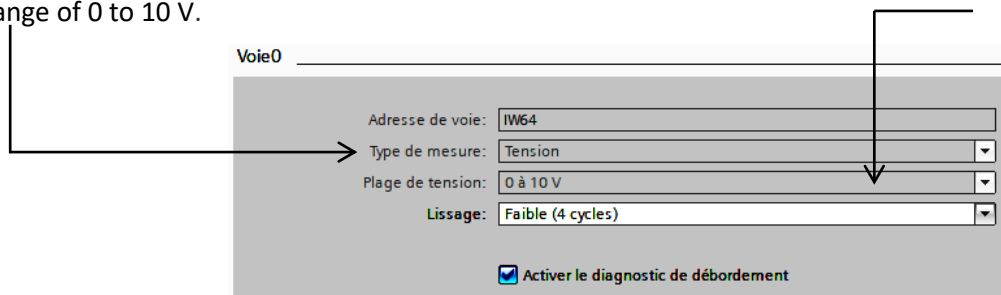 ange of 0 to 10 V.
Voie0
Adresse de voie: IW64
Type de mesure: Tension
Plage de tension: 0 à 10 V
Lissage: Faible (4 cycles)
Activer le diagnostic de débordement